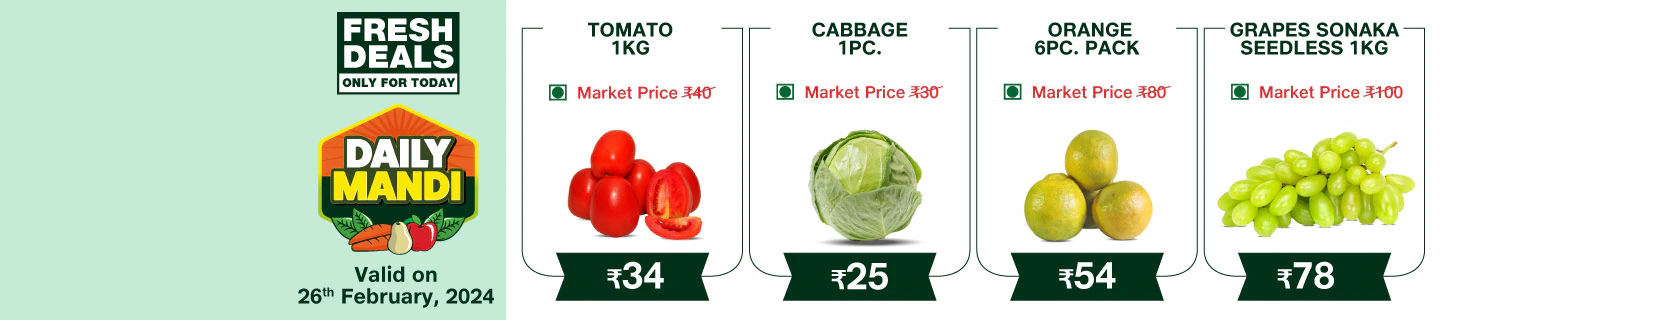 FRESH
DEALS
ONLY FOR TODAY
DAILY
MANDI
Valid on
26th February, 2024
TOMATO
1KG
Market Price ₹40
₹34
CABBAGE
1PC.
Market Price ₹30
₹25
ORANGE
6PC. PACK
Market Price ₹80
₹54
GRAPES SONAKA
SEEDLESS 1KG
Market Price ₹100
₹78